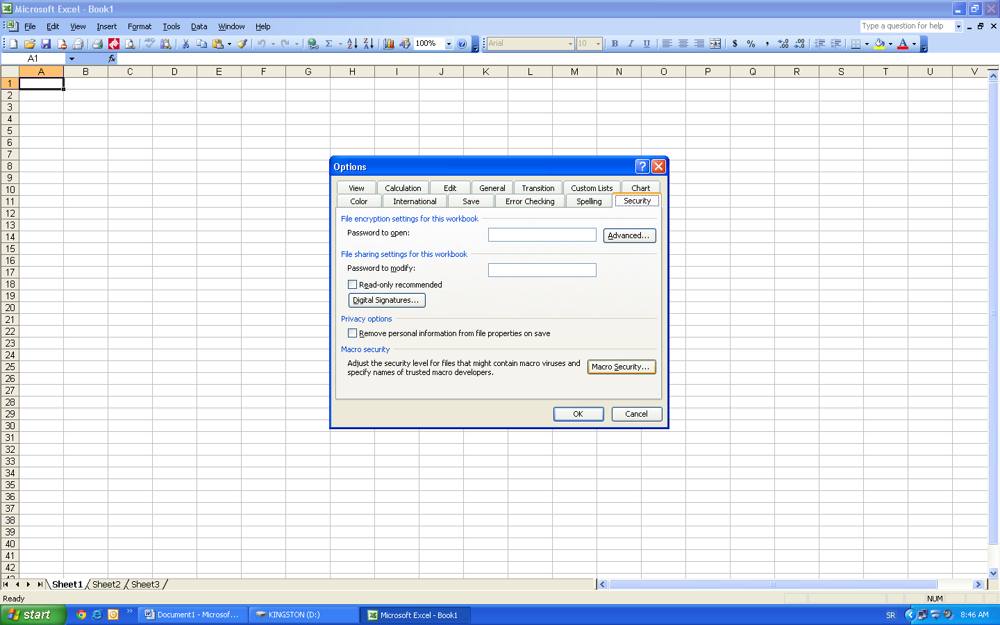 Microsoft Excel - Book1
File Edit View Insert Format Tools Data Window Help
Type a question for help
100% Arial 10 B I U $ % ,
A1 fx
A B C D E F G H I J K L M N O P Q R S T U V
1
2
3
4
5
6
7
8
9
10
11
12
13
14
15
16
17
18
19
20
21
22
23
24
25
26
27
28
29
30
31
32
33
34
35
36
37
38
39
40
41
42
Options
View Calculation Edit General Transition Custom Lists Chart
Color International Save Error Checking Spelling Security
File encryption settings for this workbook
Password to open:
Advanced...
File sharing settings for this workbook
Password to modify:
Read-only recommended
Digital Signatures...
Privacy options
Remove personal information from file properties on save
Macro security
Adjust the security level for files that might contain macro viruses and
specify names of trusted macro developers.
Macro Security...
OK Cancel
Sheet1 Sheet2 Sheet3
Ready
NUM
start Document1 - Microsof... KINGSTON (D:) Microsoft Excel - Book1 SR 8:46 AM